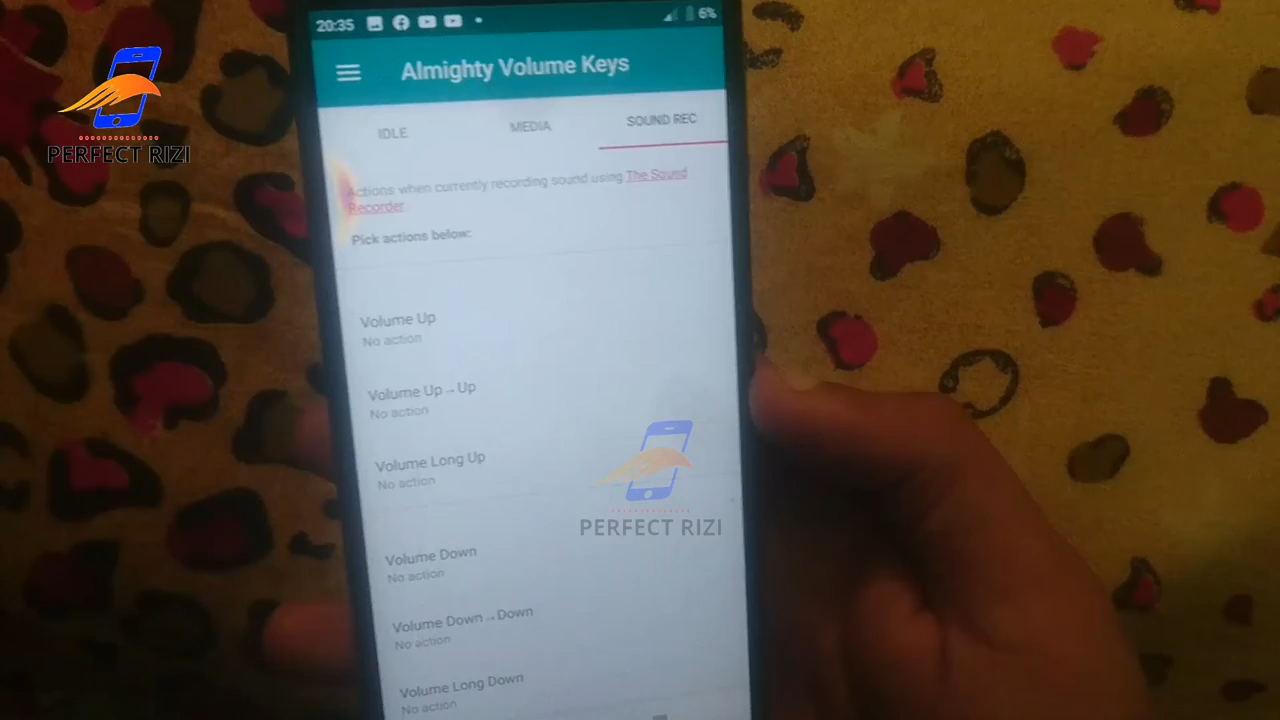 20:35
6%
PERFECT RIZI
Almighty Volume Keys
IDLE
MEDIA
SOUND REC
Actions when currently recording sound using The Sound
Recorder
Pick actions below:
Volume Up
No action
Volume Up→Up
No action
Volume Long Up
No action
PERFECT RIZI
Volume Down
No action
Volume Down→Down
No action
Volume Long Down
No action